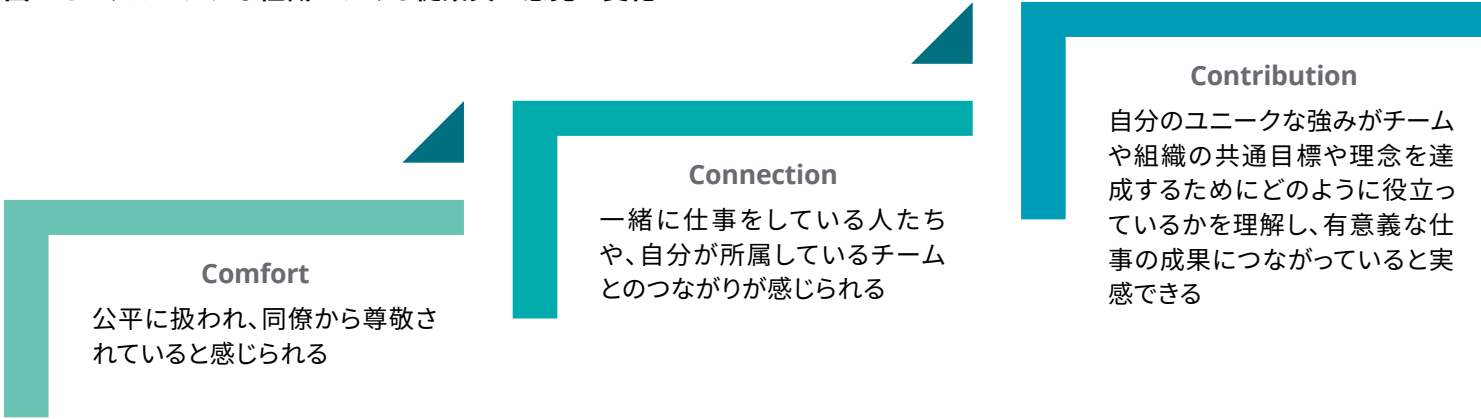 Comfort
公平に扱われ、同僚から尊敬さ
れていると感じられる
Connection
一緒に仕事をしている人たち
や、自分が所属しているチーム
とのつながりが感じられる
Contribution
自分のユニークな強みがチーム
や組織の共通目標や理念を達
成するためにどのように役立っ
ているかを理解し、有意義な仕
事の成果につながっていると実
感できる